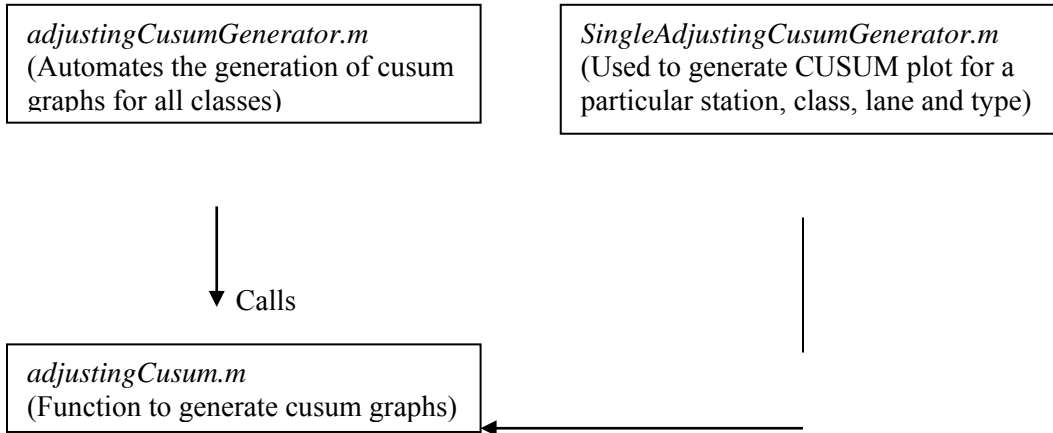 adjustingCusumGenerator.m
(Automates the generation of cusum
graphs for all classes)
SingleAdjustingCusumGenerator.m
(Used to generate CUSUM plot for a
particular station, class, lane and type)
Calls
adjustingCusum.m
(Function to generate cusum graphs)